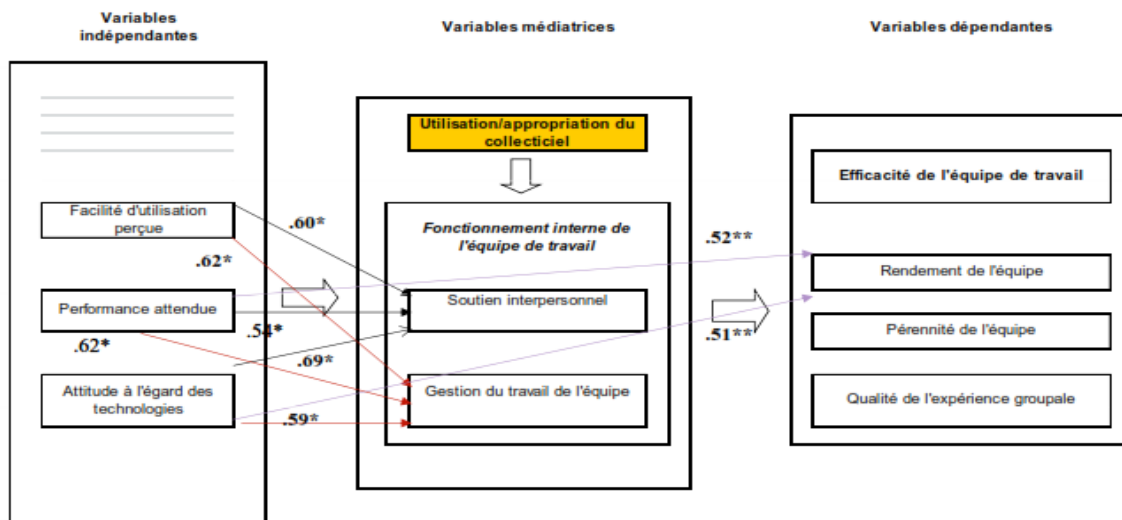 Variables
indépendantes
Variables médiatrices
Variables dépendantes
Utilisation/appropriation du
collecticiel
Efficacité de l'équipe de travail
Facilité d'utilisation
perçue
.60*
Fonctionnement interne de
l'équipe de travail
.52**
.62*
Rendement de l'équipe
Performance attendue
Soutien interpersonnel
.54*
.62*
.51**
Pérennité de l'équipe
.69*
Attitude à l'égard des
technologies
Gestion du travail de l'équipe
Qualité de l'expérience groupale
.59*